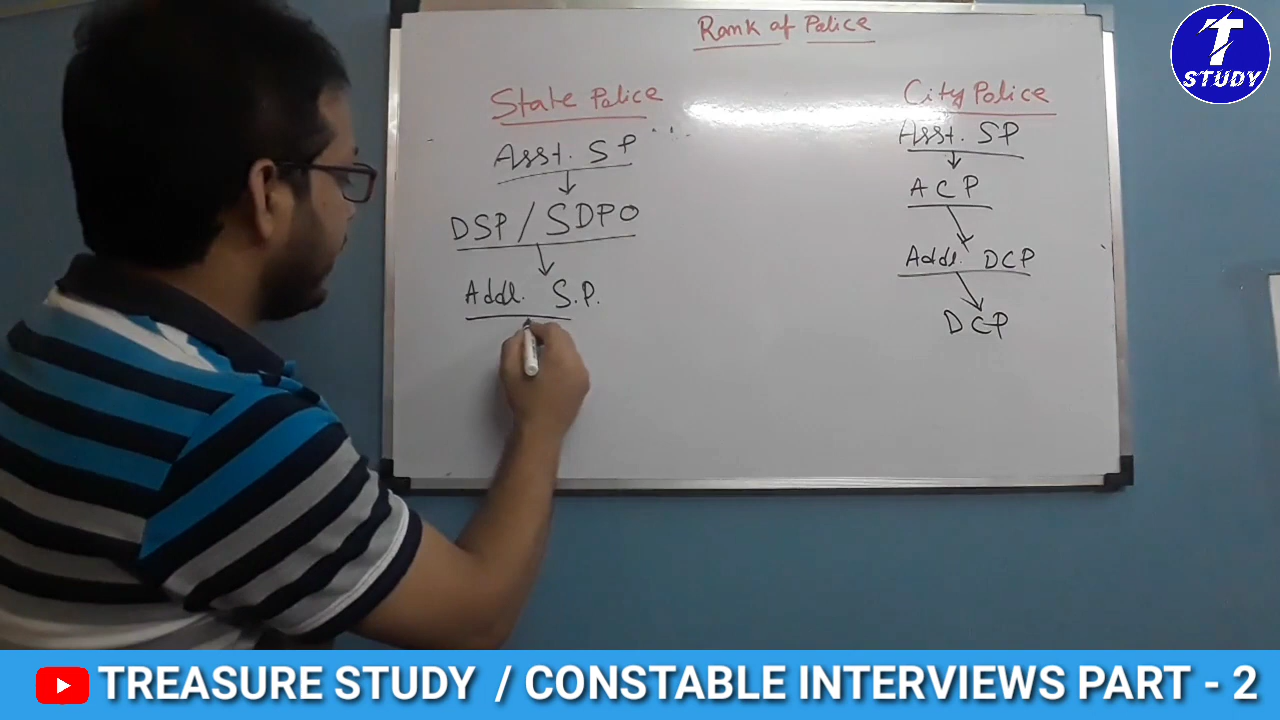 Rank of Police
T
STUDY
State Police
Asst. SP
DSP / SDPO
Addl. S.P.
City Police
Asst. SP
ACP
Addl. DCP
DCP
TREASURE STUDY / CONSTABLE INTERVIEWS PART - 2